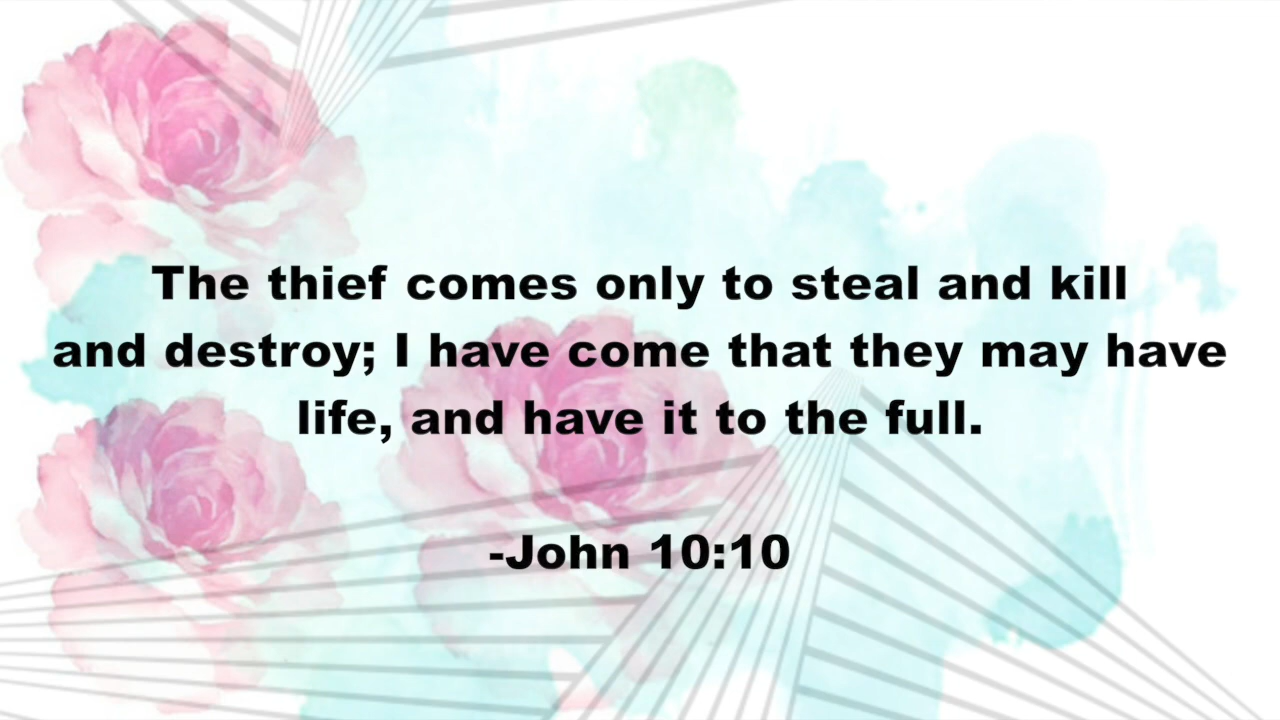 The thief comes only to steal and kill
and destroy; I have come that they may have
life, and have it to the full.
-John 10:10